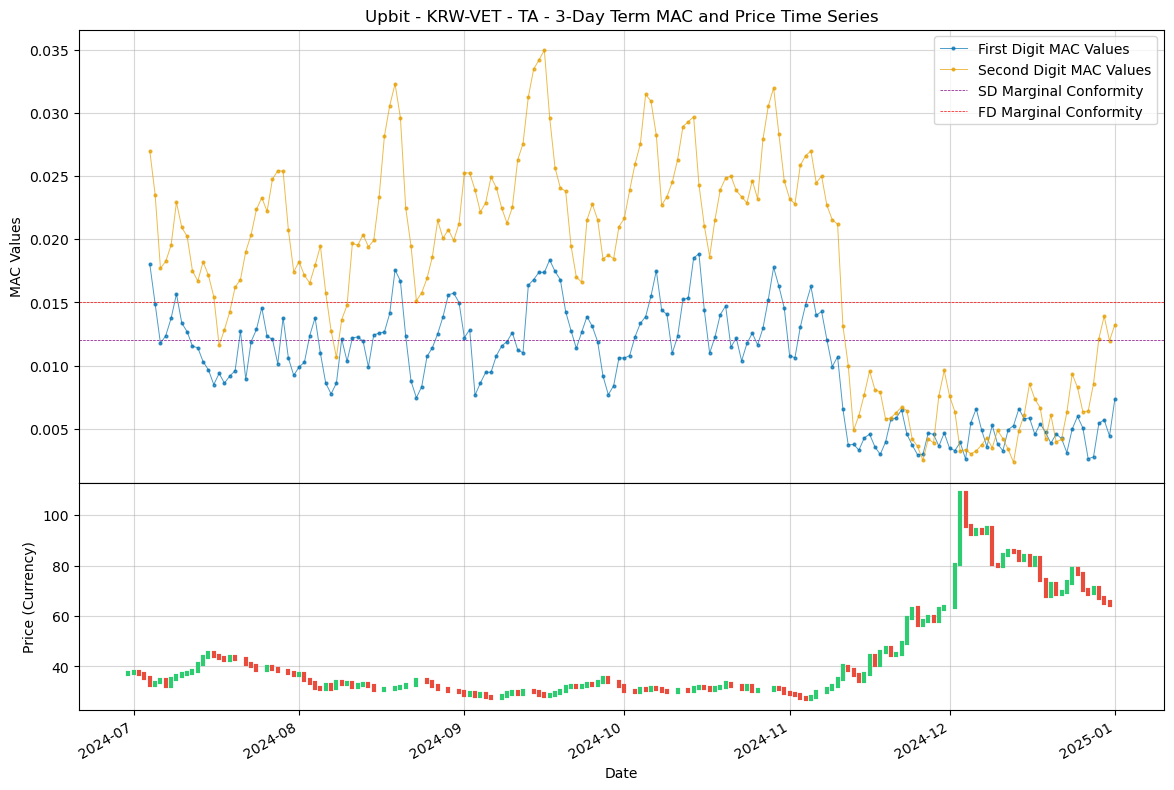 Upbit - KRW-VET - TA - 3-Day Term MAC and Price Time Series
First Digit MAC Values
Second Digit MAC Values
SD Marginal Conformity
FD Marginal Conformity
MAC Values
0.035
0.030
0.025
0.020
0.015
0.010
0.005
Price (Currency)
100
80
60
40
2024-07
2024-08
2024-09
2024-10
2024-11
2024-12
2025-01
Date